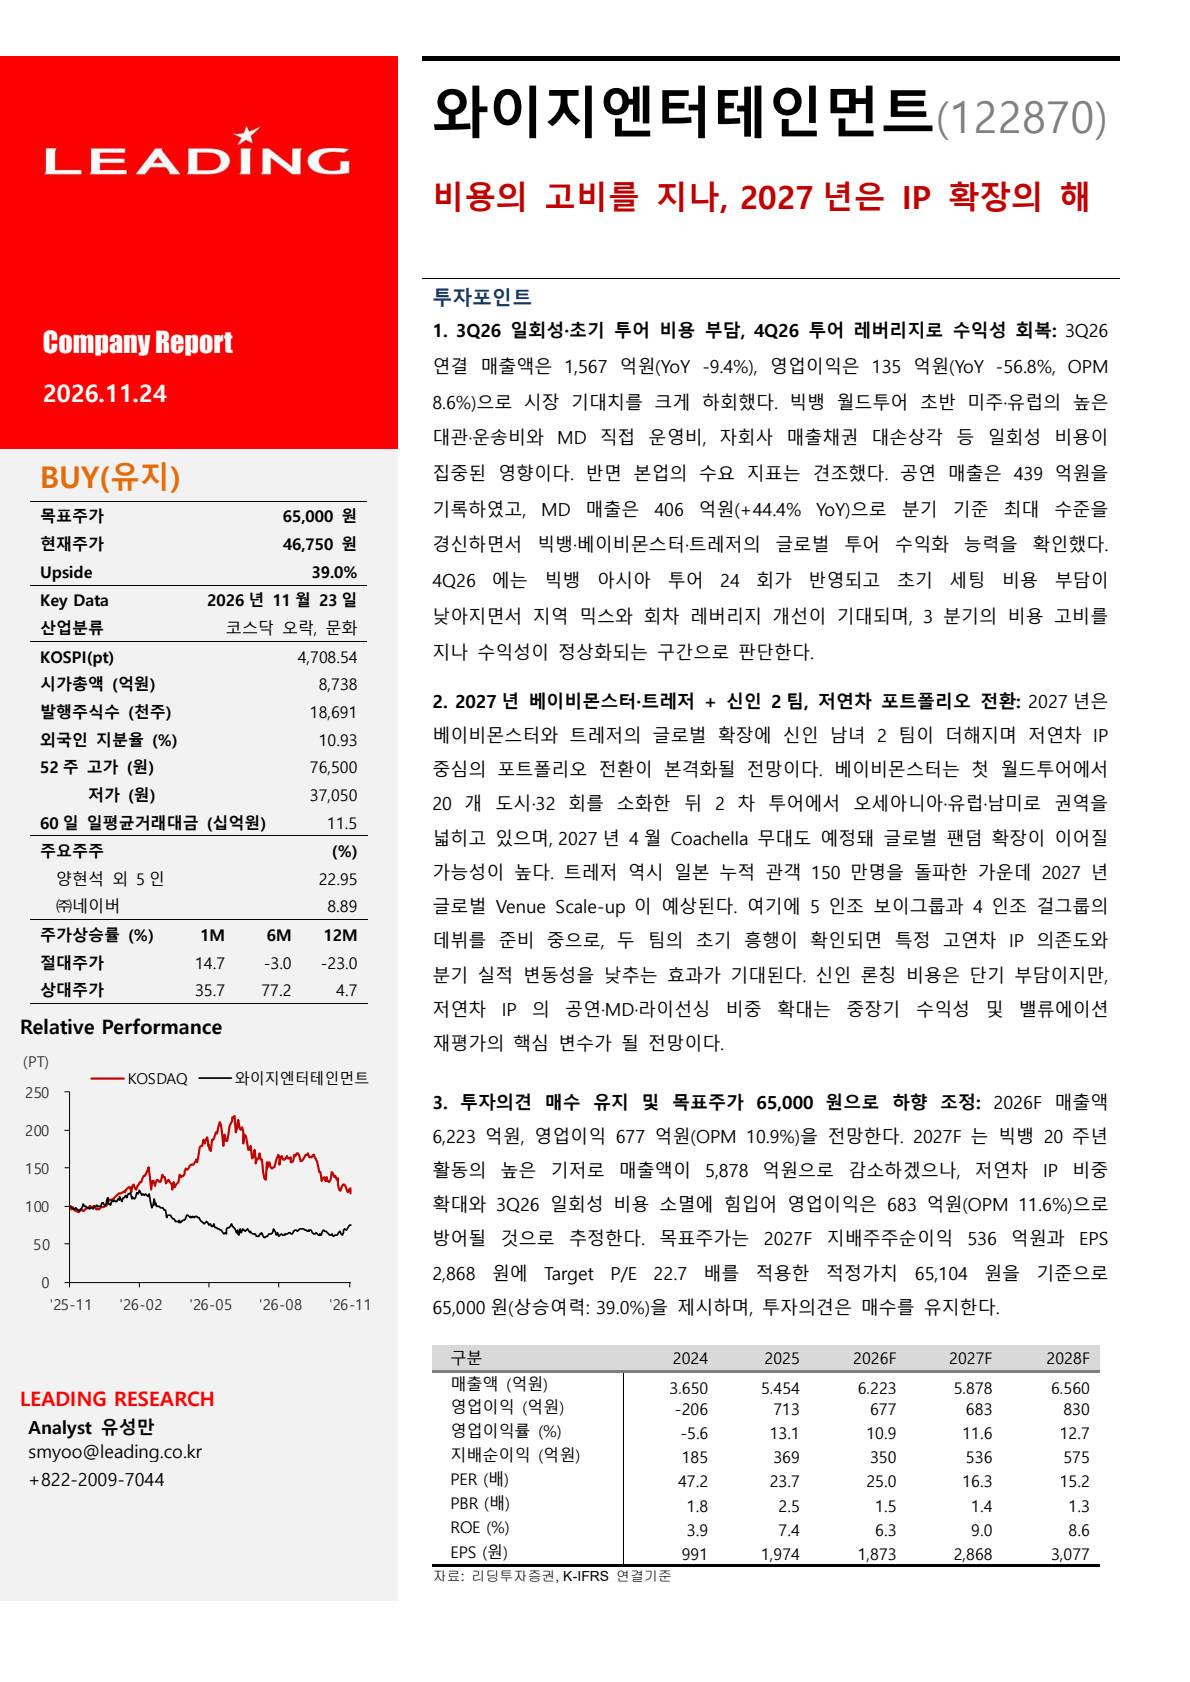 LEADING
Company Report
2026.11.24
BUY(유지)
목표주가 65,000 원
현재주가 46,750 원
Upside 39.0%
Key Data 2026년 11월 23일
산업분류 코스닥 오락, 문화
KOSPI(pt) 4,708.54
시가총액 (억원) 8,738
발행주식수 (천주) 18,691
외국인 지분율 (%) 10.93
52주 고가 (원) 76,500
저가 (원) 37,050
60일 일평균거래대금 (십억원) 11.5
주요주주 (%)
양현석 외 5인 22.95
㈜네이버 8.89
주가상승률 (%) 1M 6M 12M
절대주가 14.7 -3.0 -23.0
상대주가 35.7 77.2 4.7
Relative Performance
(PT)
KOSDAQ 와이지엔터테인먼트
250
200
150
100
50
0
'25-11 '26-02 '26-05 '26-08 '26-11
LEADING RESEARCH
Analyst 유성만
smyoo@leading.co.kr
+822-2009-7044
와이지엔터테인먼트(122870)
비용의 고비를 지나, 2027년은 IP 확장의 해
투자포인트
1. 3Q26 일회성·초기 투어 비용 부담, 4Q26 투어 레버리지로 수익성 회복: 3Q26
연결 매출액은 1,567 억원(YoY -9.4%), 영업이익은 135 억원(YoY -56.8%, OPM
8.6%)으로 시장 기대치를 크게 하회했다. 빅뱅 월드투어 초반 미주·유럽의 높은
대관·운송비와 MD 직접 운영비, 자회사 매출채권 대손상각 등 일회성 비용이
집중된 영향이다. 반면 본업의 수요 지표는 견조했다. 공연 매출은 439 억원을
기록하였고, MD 매출은 406 억원(+44.4% YoY)으로 분기 기준 최대 수준을
경신하면서 빅뱅·베이비몬스터·트레저의 글로벌 투어 수익화 능력을 확인했다.
4Q26 에는 빅뱅 아시아 투어 24 회가 반영되고 초기 세팅 비용 부담이
낮아지면서 지역 믹스와 회차 레버리지 개선이 기대되며, 3 분기의 비용 고비를
지나 수익성이 정상화되는 구간으로 판단한다.
2. 2027년 베이비몬스터·트레저 + 신인 2팀, 저연차 포트폴리오 전환: 2027년은
베이비몬스터와 트레저의 글로벌 확장에 신인 남녀 2 팀이 더해지며 저연차 IP
중심의 포트폴리오 전환이 본격화될 전망이다. 베이비몬스터는 첫 월드투어에서
20 개 도시·32 회를 소화한 뒤 2 차 투어에서 오세아니아·유럽·남미로 권역을
넓히고 있으며, 2027년 4월 Coachella 무대도 예정돼 글로벌 팬덤 확장이 이어질
가능성이 높다. 트레저 역시 일본 누적 관객 150 만명을 돌파한 가운데 2027 년
글로벌 Venue Scale-up 이 예상된다. 여기에 5 인조 보이그룹과 4 인조 걸그룹의
데뷔를 준비 중으로, 두 팀의 초기 흥행이 확인되면 특정 고연차 IP 의존도와
분기 실적 변동성을 낮추는 효과가 기대된다. 신인 론칭 비용은 단기 부담이지만,
저연차 IP 의 공연·MD·라이선싱 비중 확대는 중장기 수익성 및 밸류에이션
재평가의 핵심 변수가 될 전망이다.
3. 투자의견 매수 유지 및 목표주가 65,000 원으로 하향 조정: 2026F 매출액
6,223 억원, 영업이익 677 억원(OPM 10.9%)을 전망한다. 2027F 는 빅뱅 20 주년
활동의 높은 기저로 매출액이 5,878 억원으로 감소하겠으나, 저연차 IP 비중
확대와 3Q26 일회성 비용 소멸에 힘입어 영업이익은 683 억원(OPM 11.6%)으로
방어될 것으로 추정한다. 목표주가는 2027F 지배주주순이익 536 억원과 EPS
2,868 원에 Target P/E 22.7 배를 적용한 적정가치 65,104 원을 기준으로
65,000원(상승여력: 39.0%)을 제시하며, 투자의견은 매수를 유지한다.
구분 2024 2025 2026F 2027F 2028F
매출액 (억원) 3.650 5.454 6.223 5.878 6.560
영업이익 (억원) -206 713 677 683 830
영업이익률 (%) -5.6 13.1 10.9 11.6 12.7
지배순이익 (억원) 185 369 350 536 575
PER (배) 47.2 23.7 25.0 16.3 15.2
PBR (배) 1.8 2.5 1.5 1.4 1.3
ROE (%) 3.9 7.4 6.3 9.0 8.6
EPS (원) 991 1,974 1,873 2,868 3,077
자료: 리딩투자증권, K-IFRS 연결기준